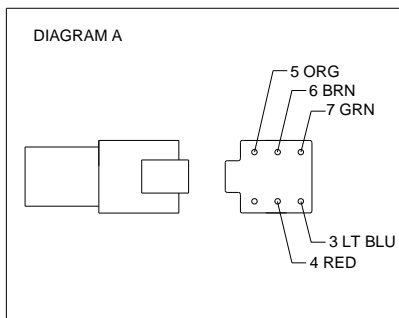 DIAGRAM A
5 ORG
6 BRN
7 GRN
3 LT BLU
4 RED